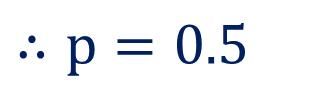 ∴ p = 0.5